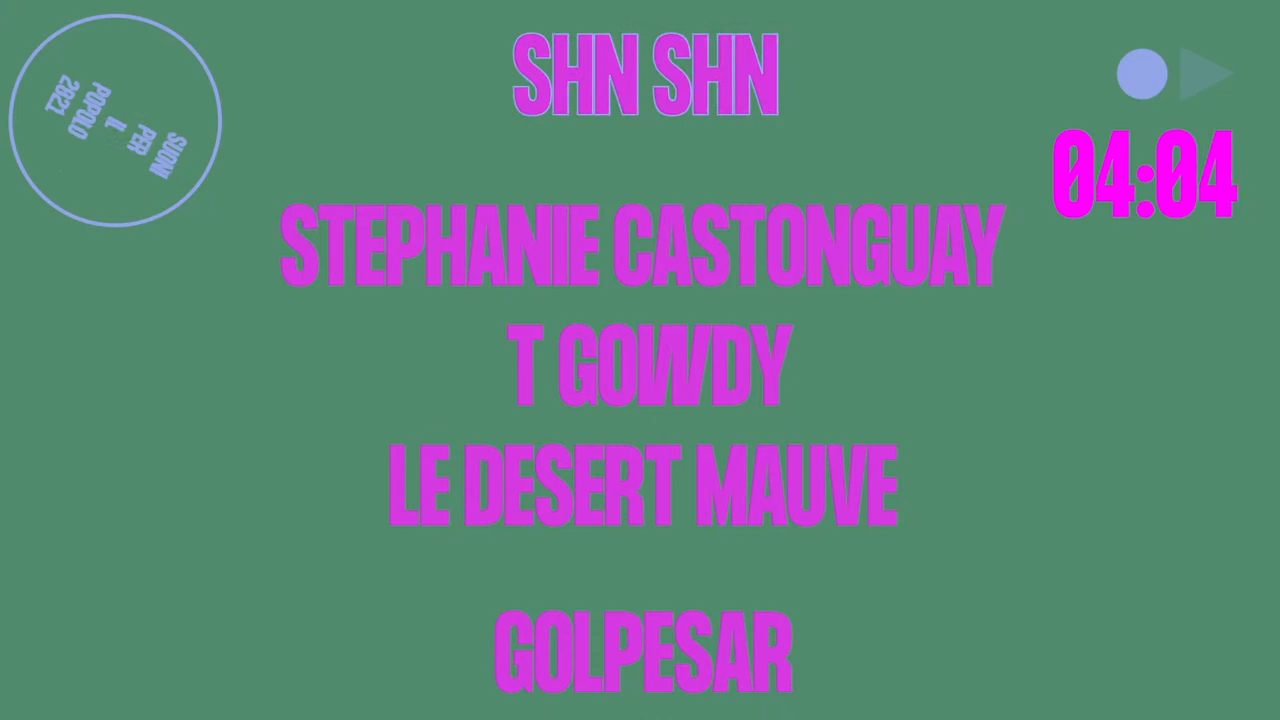 SUONI
PER
IL
POPOLO
2021
SHN SHN
04:04
STEPHANIE CASTONGUAY
T GOWDY
LE DESERT MAUVE
GOLPESAR